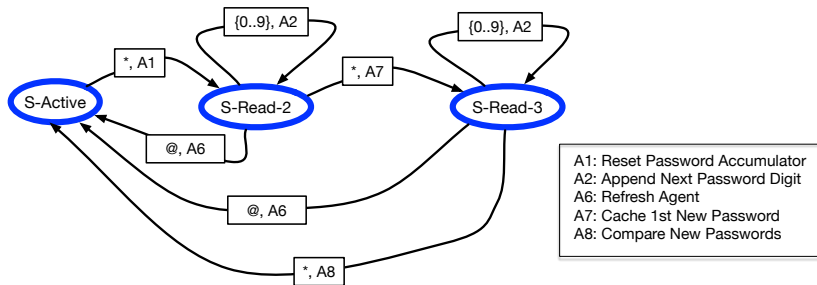 {0..9}, A2
{0..9}, A2
*, A1
*, A7
S-Active
S-Read-2
S-Read-3
@, A6
@, A6
*, A8
A1: Reset Password Accumulator
A2: Append Next Password Digit
A6: Refresh Agent
A7: Cache 1st New Password
A8: Compare New Passwords